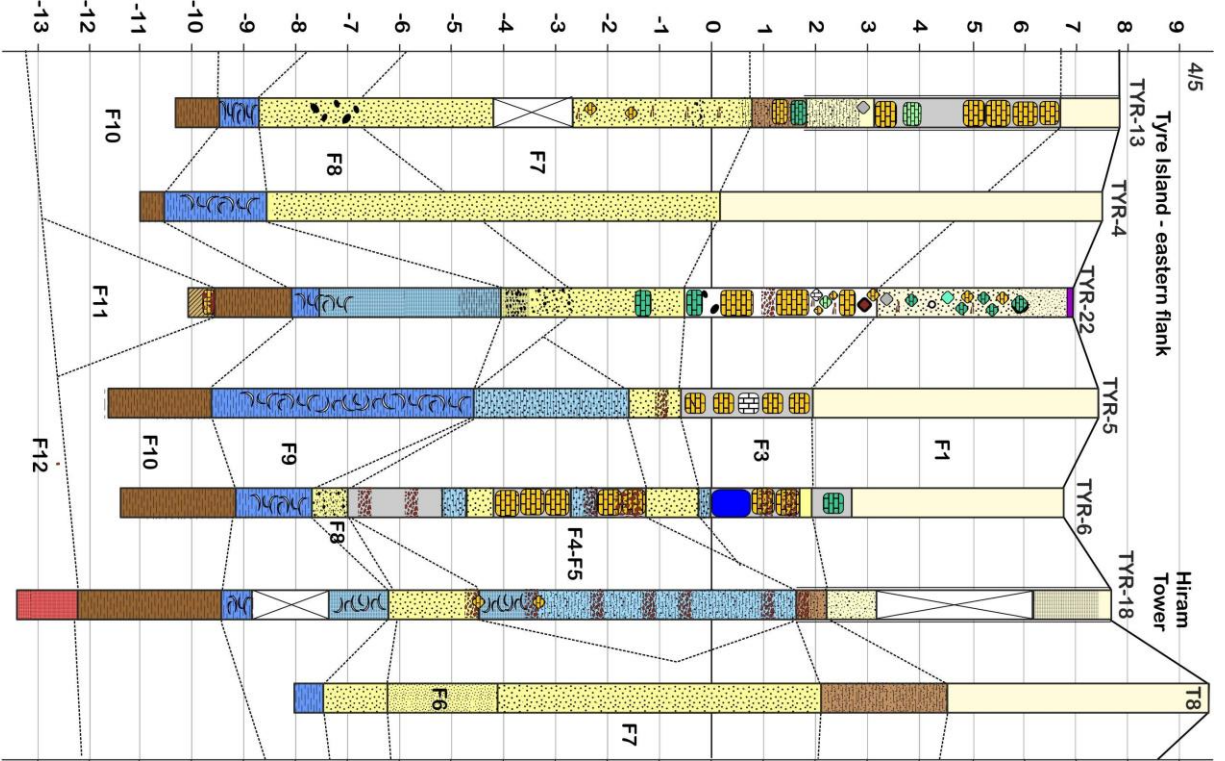 4/5
Tyre Island - eastern flank
Hiram
Tower
TYR-13
TYR-4
TYR-22
TYR-5
TYR-6
TYR-18
T8
9
8
7
6
5
4
3
2
1
0
-1
-2
-3
-4
-5
-6
-7
-8
-9
-10
-11
-12
-13
F1
F3
F7
F4-F5
F7
F6
F8
F8
F9
F10
F10
F11
F12